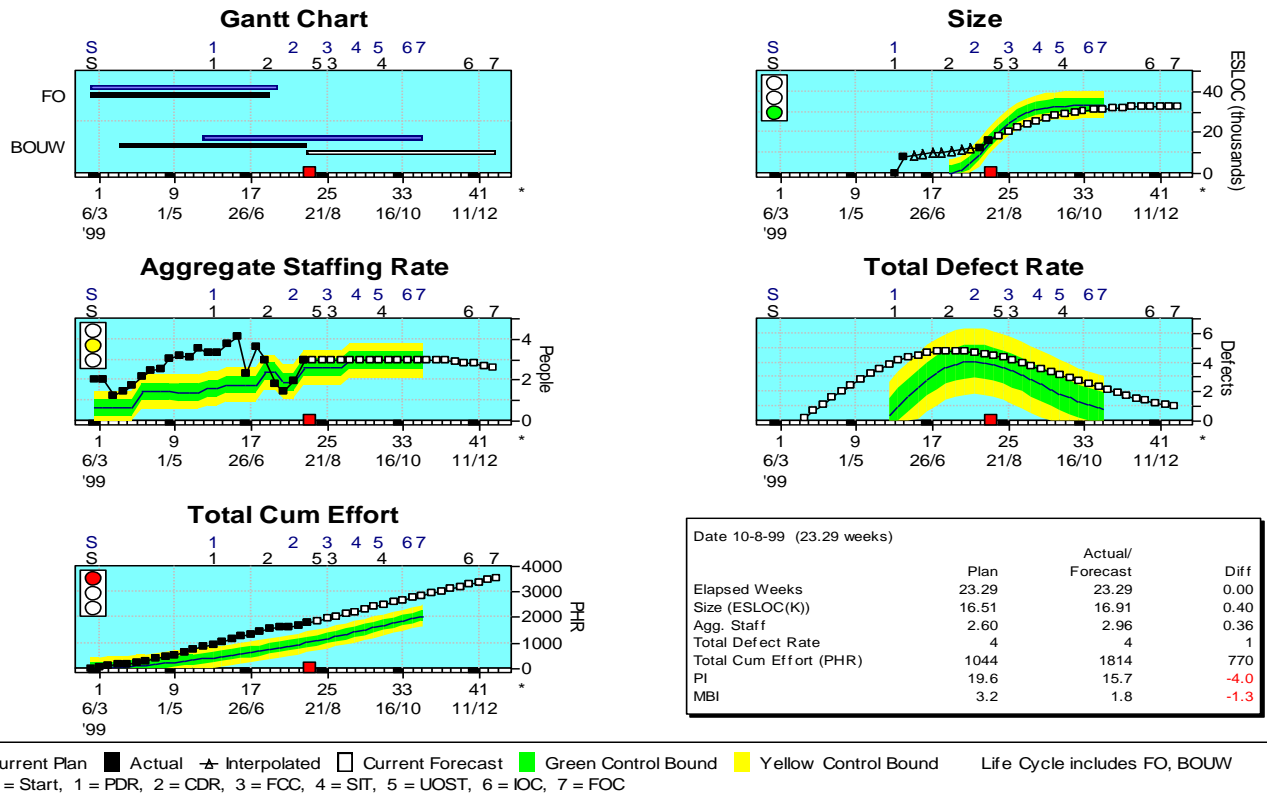 Gantt Chart
S 1 2 3 4 5 6 7
S 1 2 5 3 4 6 7
FO
BOUW
1 9 17 25 33 41 *
6/3 1/5 26/6 21/8 16/10 11/12
'99
Size
S 1 2 3 4 5 6 7
S 1 2 5 3 4 6 7
40
20
0
ESLOC (thousands)
1 9 17 25 33 41 *
6/3 1/5 26/6 21/8 16/10 11/12
'99
Aggregate Staffing Rate
S 1 2 3 4 5 6 7
S 1 2 5 3 4 6 7
4
2
0
People
1 9 17 25 33 41 *
6/3 1/5 26/6 21/8 16/10 11/12
'99
Total Defect Rate
S 1 2 3 4 5 6 7
S 1 2 5 3 4 6 7
6
4
2
0
Defects
1 9 17 25 33 41 *
6/3 1/5 26/6 21/8 16/10 11/12
'99
Total Cum Effort
S 1 2 3 4 5 6 7
S 1 2 5 3 4 6 7
4000
3000
2000
1000
0
PHR
1 9 17 25 33 41 *
6/3 1/5 26/6 21/8 16/10 11/12
'99
Date 10-8-99 (23.29 weeks)
Actual/
Plan Forecast Diff
Elapsed Weeks 23.29 23.29 0.00
Size (ESLOC(K)) 16.51 16.91 0.40
Agg. Staff 2.60 2.96 0.36
Total Defect Rate 4 4 1
Total Cum Effort (PHR) 1044 1814 770
PI 19.6 15.7 -4.0
MBI 3.2 1.8 -1.3
urrent Plan Actual Interpolated Current Forecast Green Control Bound Yellow Control Bound Life Cycle includes FO, BOUW
= Start, 1 = PDR, 2 = CDR, 3 = FCC, 4 = SIT, 5 = UOST, 6 = IOC, 7 = FOC